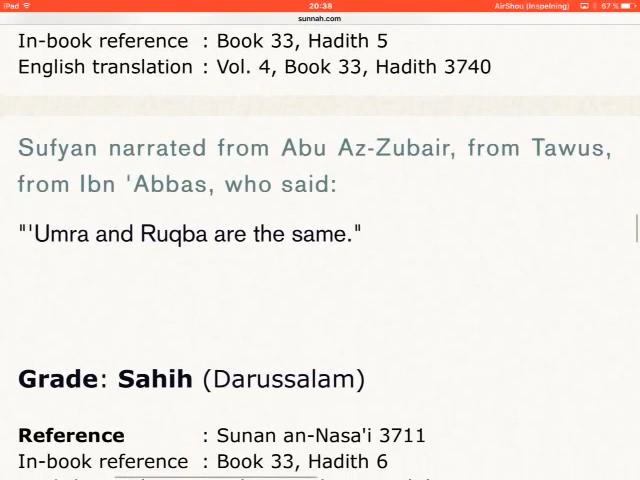 iPad 20:38 AirShou (Inspelning) 67 %
sunnah.com
In-book reference : Book 33, Hadith 5
English translation : Vol. 4, Book 33, Hadith 3740
Sufyan narrated from Abu Az-Zubair, from Tawus,
from Ibn 'Abbas, who said:
"'Umra and Ruqba are the same."
Grade: Sahih (Darussalam)
Reference : Sunan an-Nasa'i 3711
In-book reference : Book 33, Hadith 6